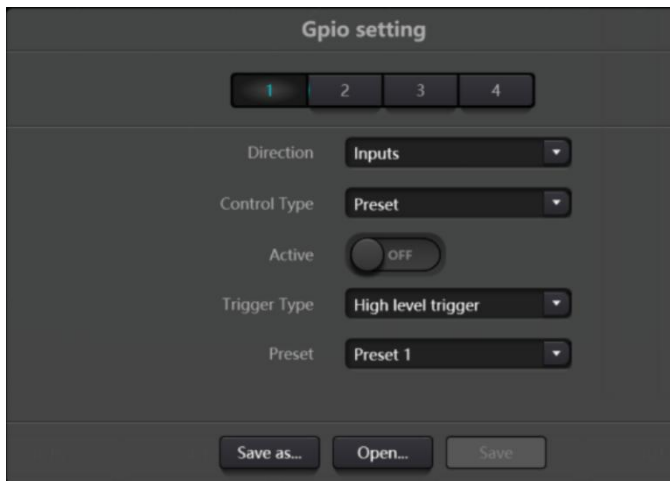 Gpio setting
1 2 3 4
Direction Inputs
Control Type Preset
Active OFF
Trigger Type High level trigger
Preset Preset 1
Save as... Open... Save